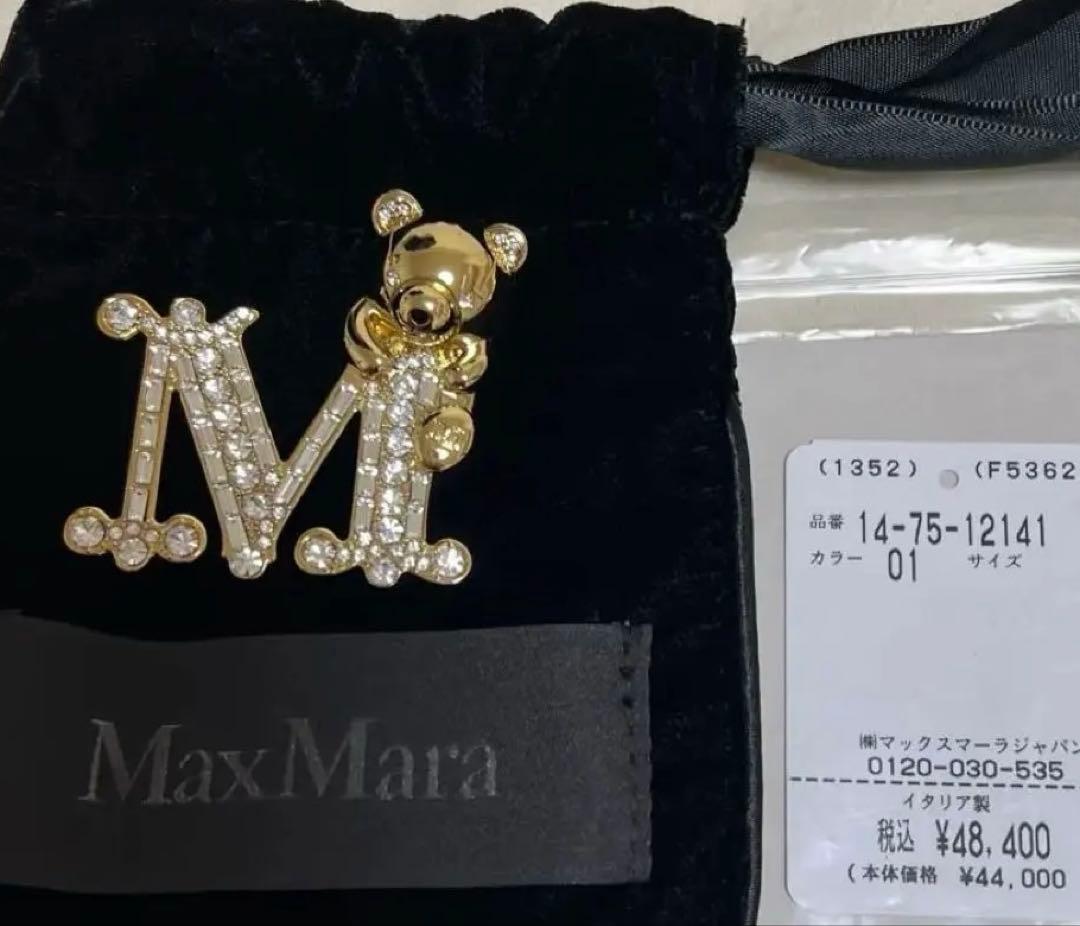 MaxMara
(1352) (F5362
品番 14-75-12141
カラー 01 サイズ
㈱マックスマーラジャパン
0120-030-535
イタリア製
税込 ¥48,400
(本体価格 ¥44,000